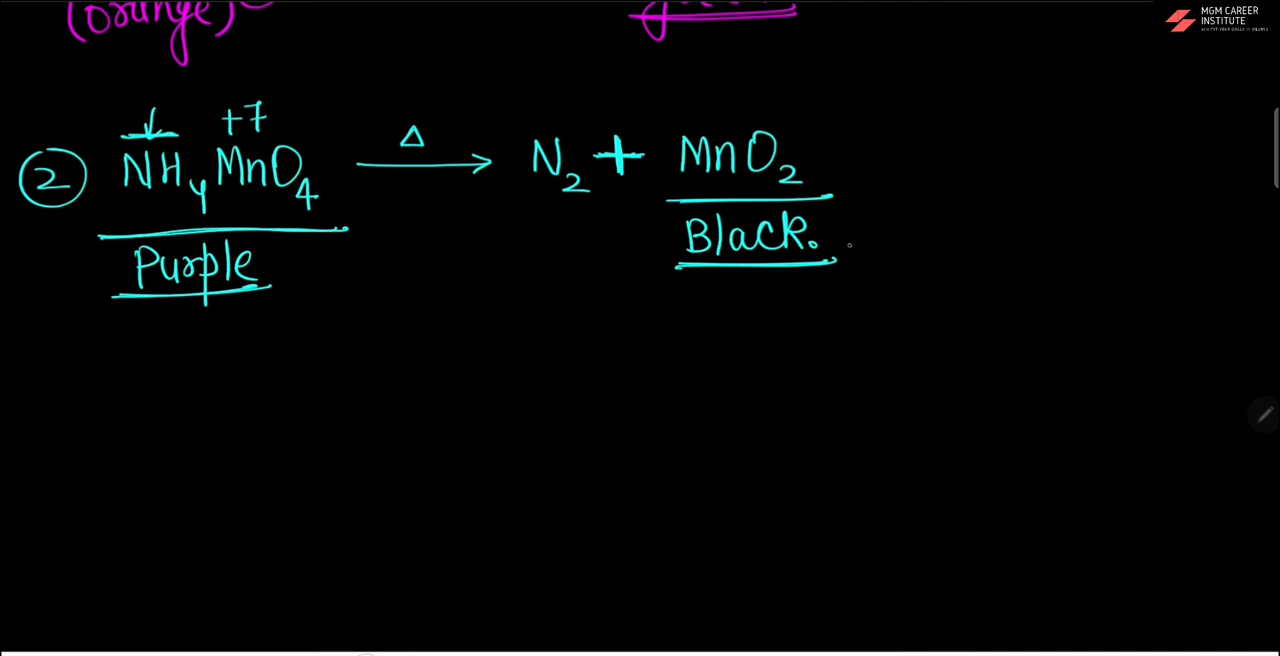 (orange)
MGM CAREER
INSTITUTE
② NH₄MnO₄ —Δ→ N₂ + MnO₂
+7
Purple
Black.